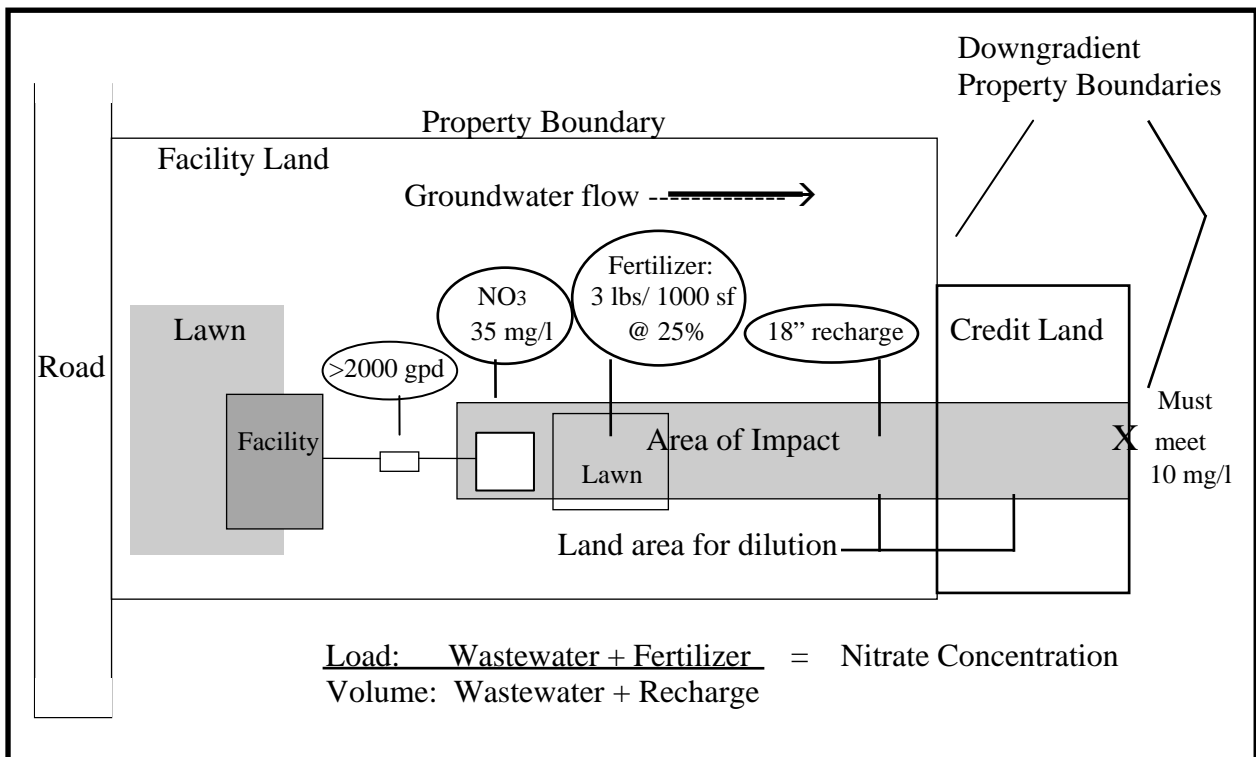 Downgradient
Property Boundaries
Property Boundary
Facility Land
Groundwater flow
Fertilizer:
3 lbs/ 1000 sf
@ 25%
NO3
35 mg/l
18” recharge
Credit Land
Lawn
Road
>2000 gpd
Must
X meet
10 mg/l
Facility
Area of Impact
Lawn
Land area for dilution
Load: Wastewater + Fertilizer = Nitrate Concentration
Volume: Wastewater + Recharge